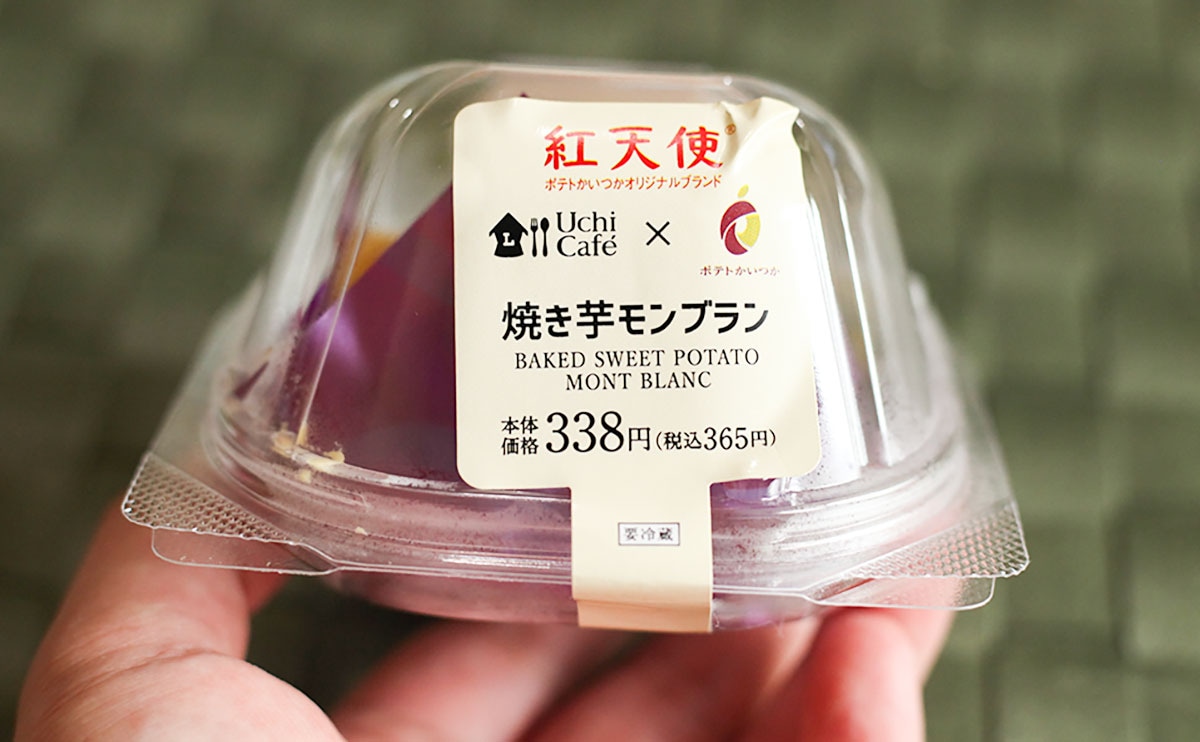 紅天使®
ポテトかいつかオリジナルブランド
L Uchi Café × ポテトかいつか
焼き芋モンブラン
BAKED SWEET POTATO
MONT BLANC
本体価格338円(税込365円)
要冷蔵